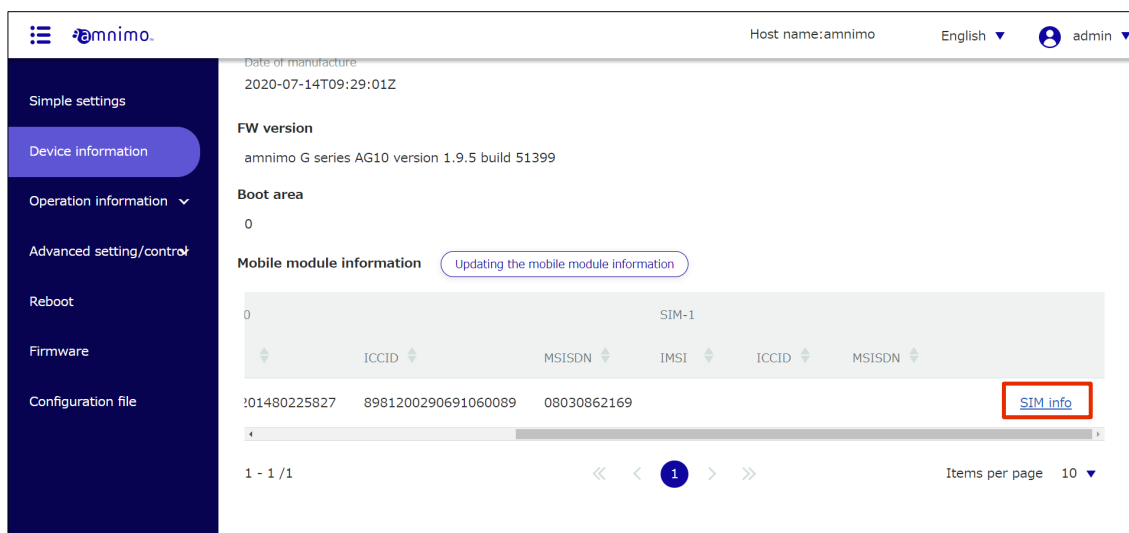 amnimo
Host name:amnimo
English
admin
Simple settings
Device information
Operation information
Advanced setting/control
Reboot
Firmware
Configuration file
Date of manufacture
2020-07-14T09:29:01Z
FW version
amnimo G series AG10 version 1.9.5 build 51399
Boot area
0
Mobile module information
Updating the mobile module information
0 SIM-1
ICCID MSISDN IMSI ICCID MSISDN
201480225827 8981200290691060089 08030862169 SIM info
1 - 1 /1
1
Items per page 10